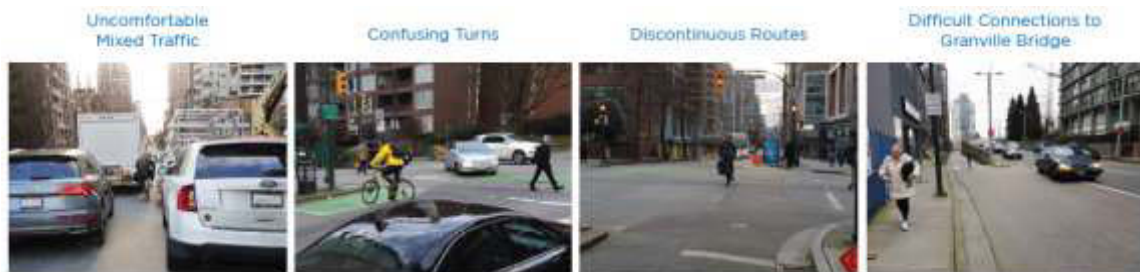 Uncomfortable
Mixed Traffic
Confusing Turns
Discontinuous Routes
Difficult Connections to
Granville Bridge